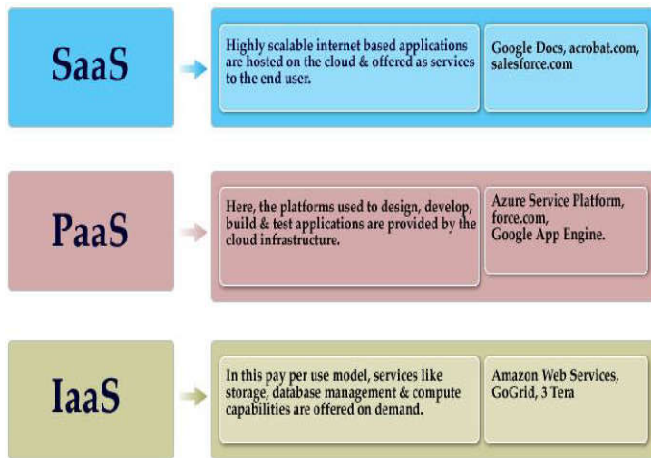 SaaS
Highly scalable internet based applications
are hosted on the cloud & offered as services
to the end user.
Google Docs, acrobat.com,
salesforce.com
PaaS
Here, the platforms used to design, develop,
build & test applications are provided by the
cloud infrastructure.
Azure Service Platform,
force.com,
Google App Engine.
IaaS
In this pay per use model, services like
storage, database management & compute
capabilities are offered on demand.
Amazon Web Services,
GoGrid, 3 Tera